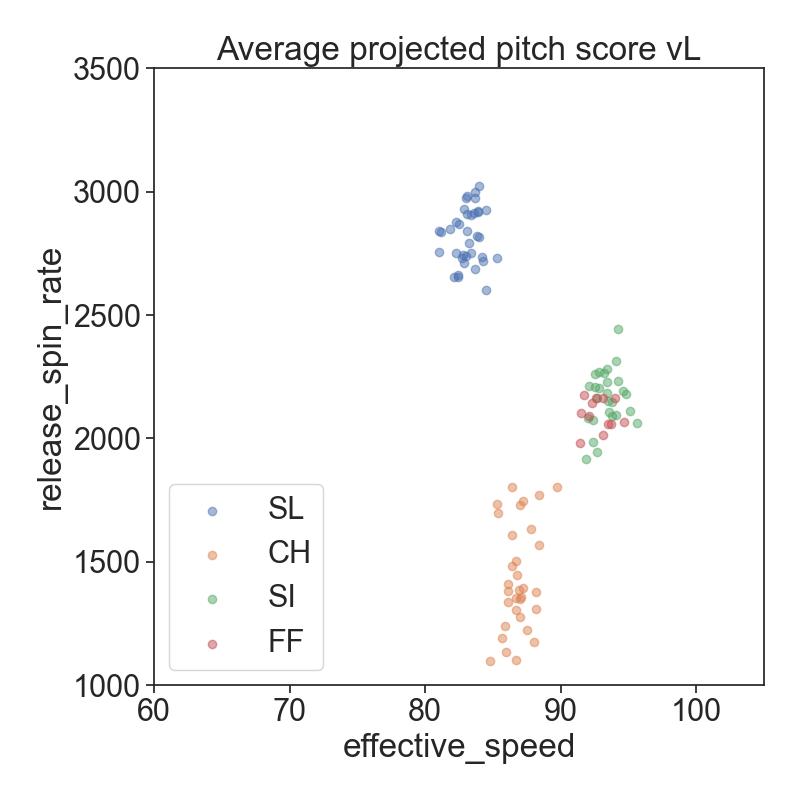 Average projected pitch score vL
3500
3000
2500
2000
1500
1000
release_spin_rate
60 70 80 90 100
effective_speed
SL
CH
SI
FF